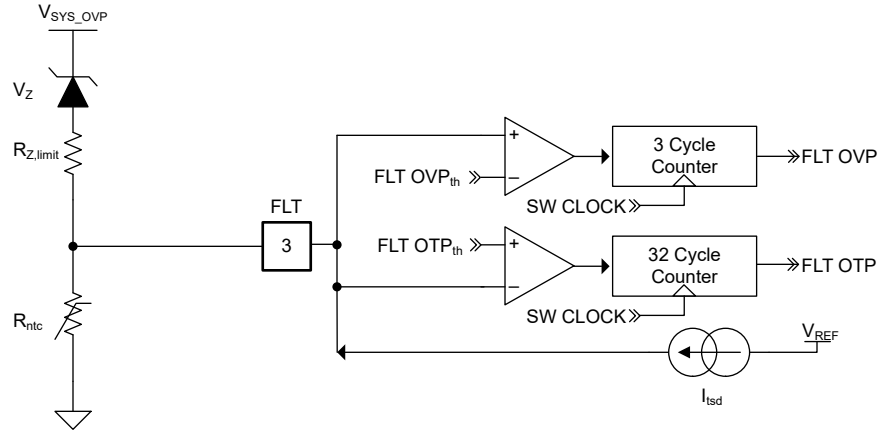 VSYS_OVP
VZ
RZ,limit
Rntc
FLT
3
FLT OVPth
3 Cycle
Counter
FLT OVP
SW CLOCK
FLT OTPth
32 Cycle
Counter
FLT OTP
SW CLOCK
VREF
Itsd
+
−
+
−